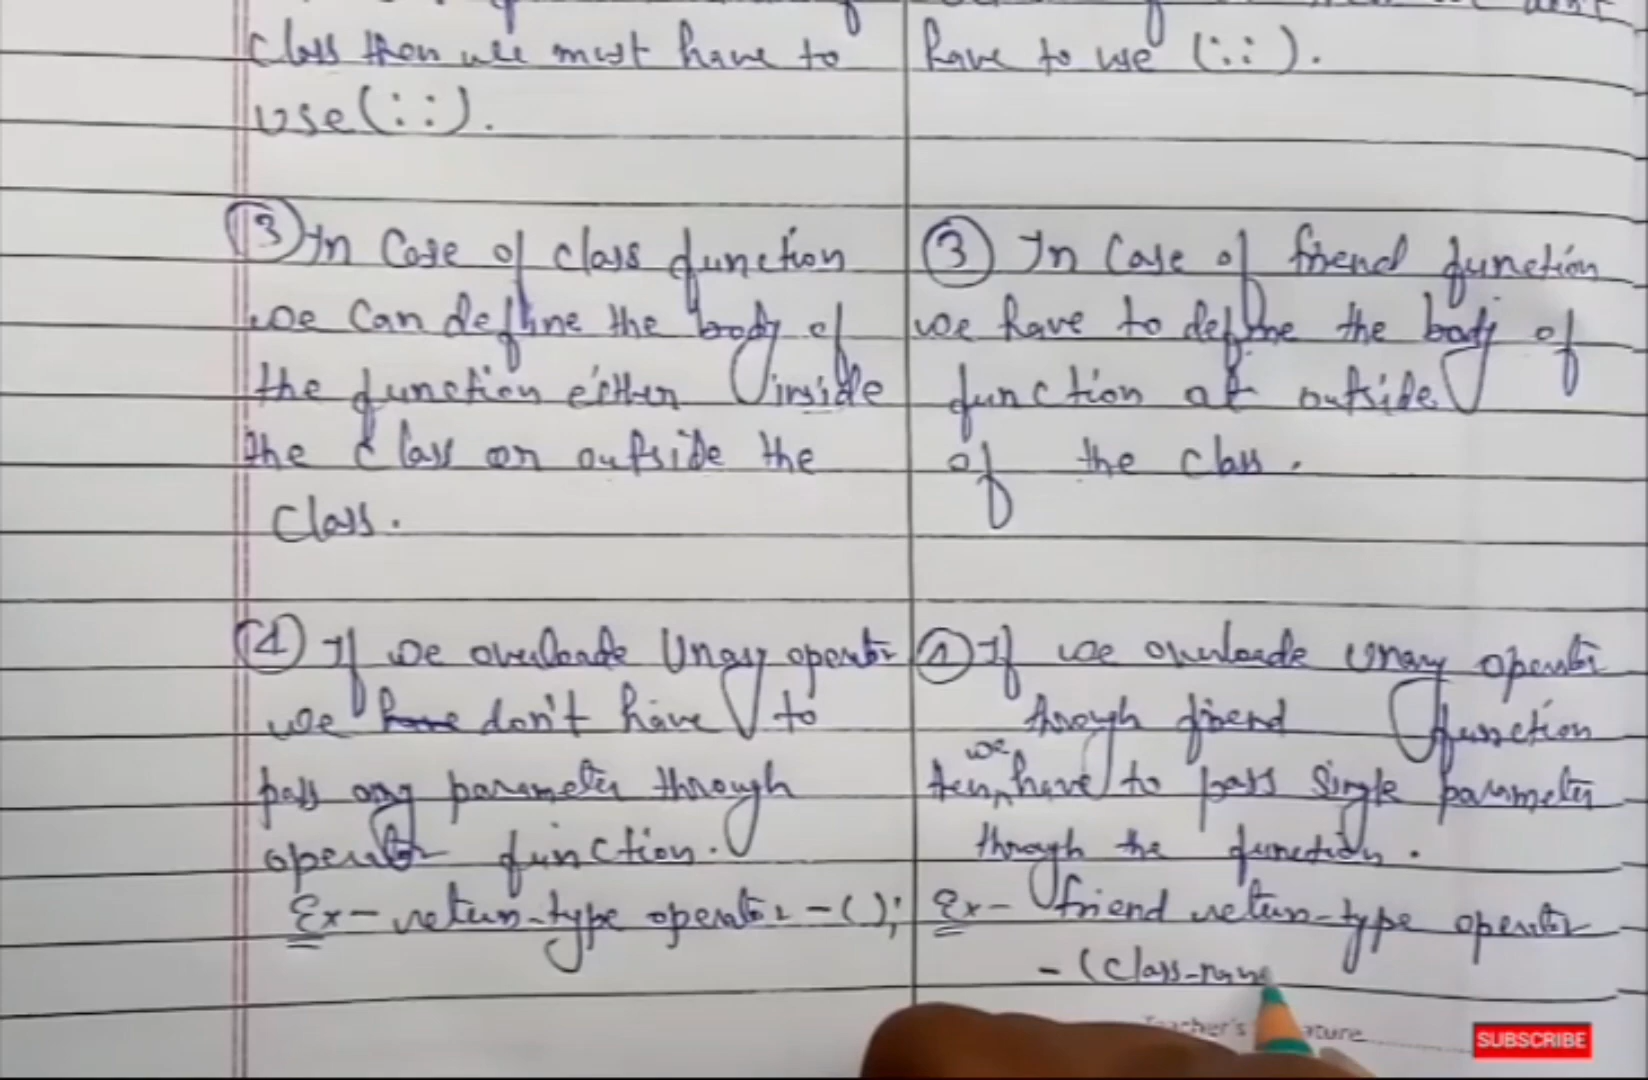 class then we must have to
use (::).
③ In Case of class function
we can define the body of
the function either inside
the class or outside the
class.
④ If we overloade Unary operator
we have don't have to
pass any parameter through
operator function.
Ex- return-type operator -();
have to use (::).
③ In Case of friend function
we have to define the body of
function at outside
of the class.
④ If we overloade unary operator
through friend function
then we have to pass single parameter
through the function.
Ex- friend return-type operator
- (class-name
Teacher's Signature
SUBSCRIBE